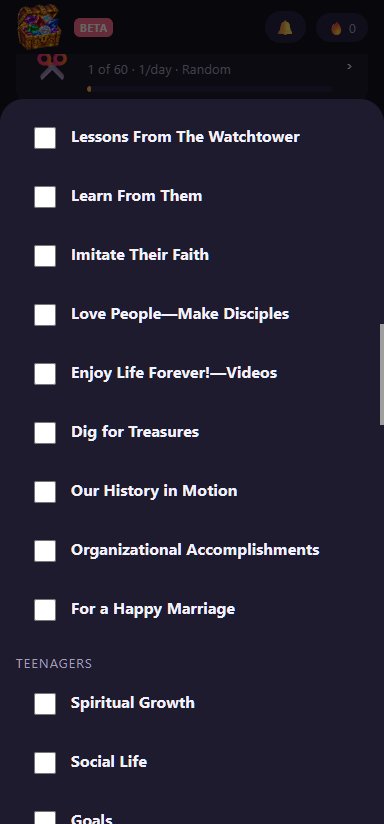 BETA
0
1 of 60 · 1/day · Random
Lessons From The Watchtower
Learn From Them
Imitate Their Faith
Love People—Make Disciples
Enjoy Life Forever!—Videos
Dig for Treasures
Our History in Motion
Organizational Accomplishments
For a Happy Marriage
TEENAGERS
Spiritual Growth
Social Life
Goals